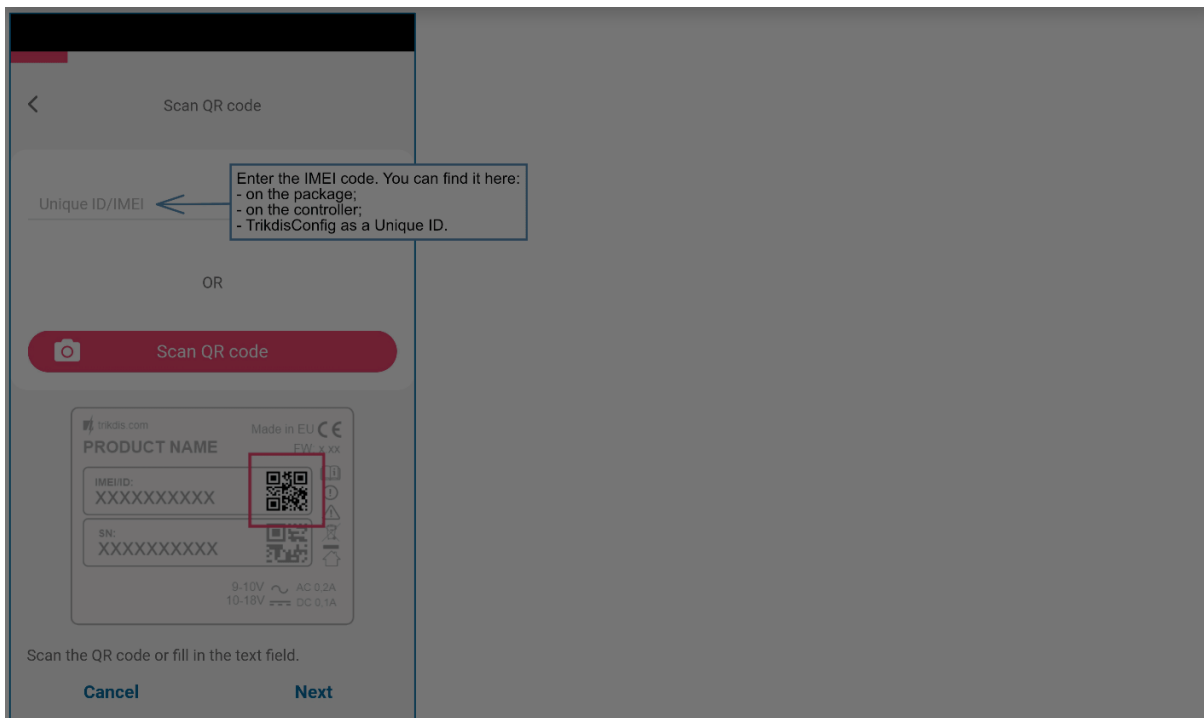 Scan QR code
Enter the IMEI code. You can find it here:
- on the package;
- on the controller;
- TrikdisConfig as a Unique ID.
Unique ID/IMEI
OR
Scan QR code
trikdis.com
Made in EU CE
PRODUCT NAME
FW: x.xx
IMEI/ID:
XXXXXXXXXX
SN:
XXXXXXXXXX
9-10V AC 0.2A
10-18V DC 0.1A
Scan the QR code or fill in the text field.
Cancel Next